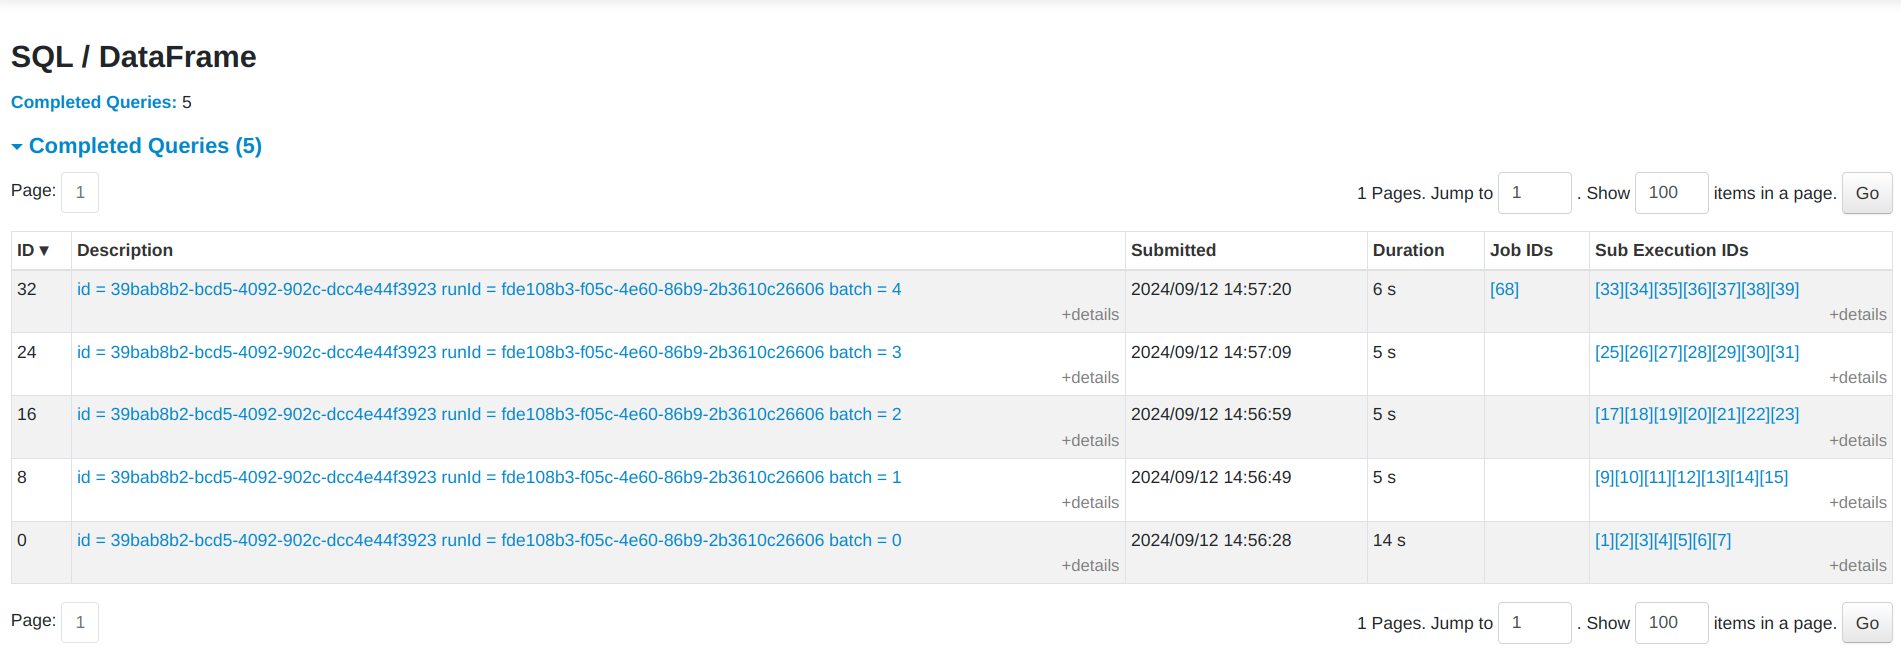 SQL / DataFrame
Completed Queries: 5
Completed Queries (5)
Page: 1 1 Pages. Jump to 1 . Show 100 items in a page. Go
ID ▼ Description Submitted Duration Job IDs Sub Execution IDs
32 id = 39bab8b2-bcd5-4092-902c-dcc4e44f3923 runId = fde108b3-f05c-4e60-86b9-2b3610c26606 batch = 4 2024/09/12 14:57:20 6 s [68] [33][34][35][36][37][38][39]
+details +details
24 id = 39bab8b2-bcd5-4092-902c-dcc4e44f3923 runId = fde108b3-f05c-4e60-86b9-2b3610c26606 batch = 3 2024/09/12 14:57:09 5 s [25][26][27][28][29][30][31]
+details +details
16 id = 39bab8b2-bcd5-4092-902c-dcc4e44f3923 runId = fde108b3-f05c-4e60-86b9-2b3610c26606 batch = 2 2024/09/12 14:56:59 5 s [17][18][19][20][21][22][23]
+details +details
8 id = 39bab8b2-bcd5-4092-902c-dcc4e44f3923 runId = fde108b3-f05c-4e60-86b9-2b3610c26606 batch = 1 2024/09/12 14:56:49 5 s [9][10][11][12][13][14][15]
+details +details
0 id = 39bab8b2-bcd5-4092-902c-dcc4e44f3923 runId = fde108b3-f05c-4e60-86b9-2b3610c26606 batch = 0 2024/09/12 14:56:28 14 s [1][2][3][4][5][6][7]
+details +details
Page: 1 1 Pages. Jump to 1 . Show 100 items in a page. Go